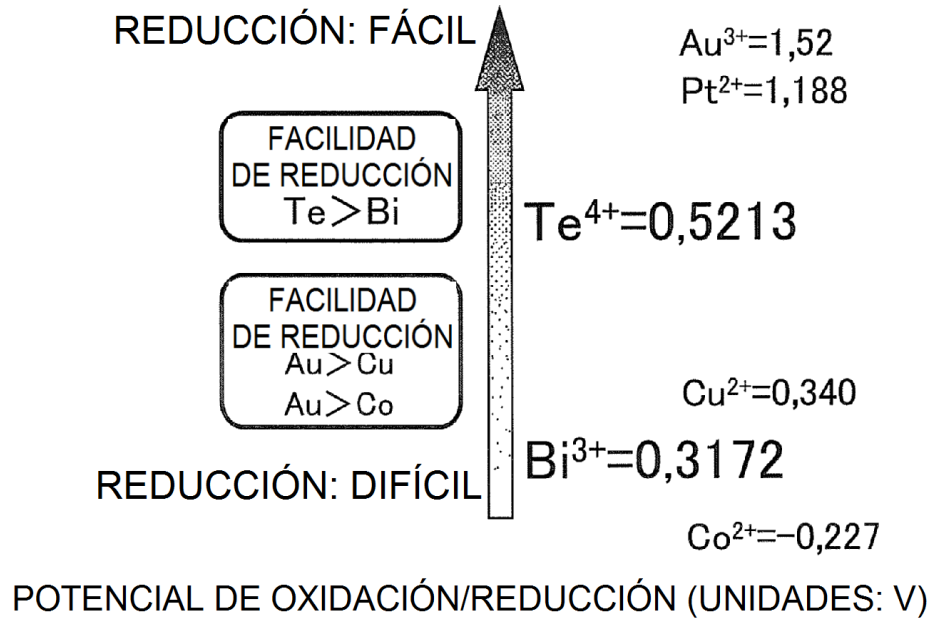 REDUCCIÓN: FÁCIL
Au³⁺=1,52
Pt²⁺=1,188
FACILIDAD
DE REDUCCIÓN
Te>Bi
Te⁴⁺=0,5213
FACILIDAD
DE REDUCCIÓN
Au>Cu
Au>Co
Cu²⁺=0,340
Bi³⁺=0,3172
REDUCCIÓN: DIFÍCIL
Co²⁺=-0,227
POTENCIAL DE OXIDACIÓN/REDUCCIÓN (UNIDADES: V)